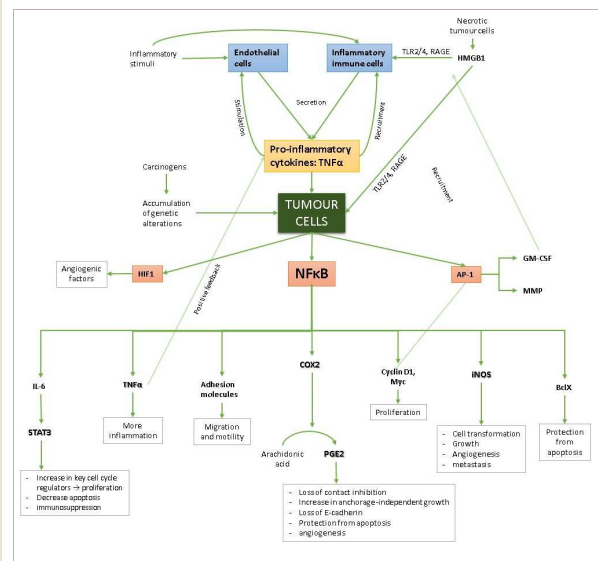 Necrotic
tumour cells
Inflammatory
stimuli
Endothelial
cells
Inflammatory
immune cells
TLR2/4, RAGE
HMGB1
Stimulation
Secretion
Recruitment
Pro-inflammatory
cytokines: TNFα
TLR2/4, RAGE
Recruitment
Carcinogens
Accumulation
of genetic
alterations
TUMOUR
CELLS
Angiogenic
factors
HIF1
Positive feedback
NFκB
AP-1
GM-CSF
MMP
IL-6
TNFα
Adhesion
molecules
COX2
Cyclin D1,
Myc
iNOS
BclX
More
inflammation
Migration
and motility
Proliferation
Protection
from
apoptosis
STAT3
Arachidonic
acid
PGE2
- Cell transformation
- Growth
- Angiogenesis
- metastasis
- Increase in key cell cycle
regulators → proliferation
- Decrease apoptosis
- immunosuppression
- Loss of contact inhibition
- Increase in anchorage-independent growth
- Loss of E-cadherin
- Protection from apoptosis
- angiogenesis